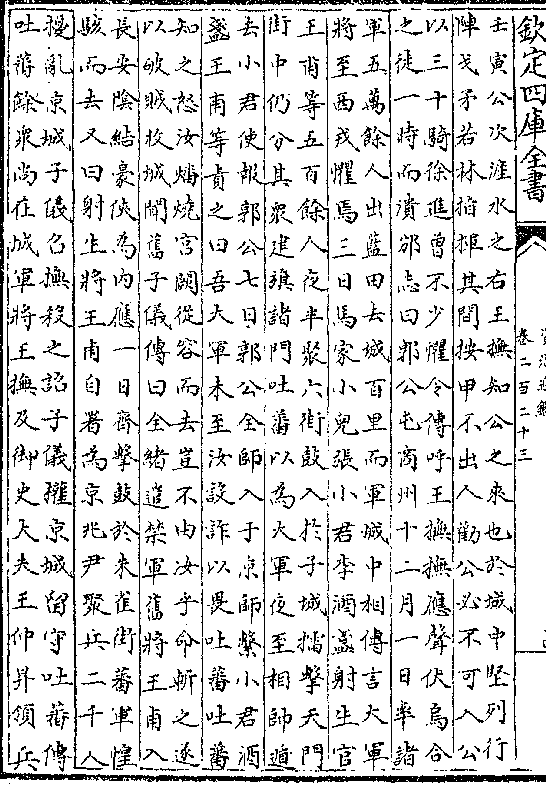 欽定四庫全書
卷二百二十三
壬寅公次滻水之右王撫知公之來也於城中堅列行
陣戈矛若林指揮其間按甲不出人勸公必不可入公
以三十騎徐進曾不少懼令傳呼王撫撫應聲伏烏合
之徒一時而潰邠志曰郭公屯商州十二月一日率諸
軍五萬餘人出藍田去城百里而軍城中相傳言大軍
將至西戎懼焉三日馬家小兒張小君李酒盞射生官
王甫等五百餘人夜半聚六街鼓入於子城擂擊天門
街中仍分其衆建旗諸門吐蕃以為大軍夜至相師遁
去小君使報郭公七日郭公全師入于京師縶小君酒
盞王甫等責之曰吾大軍未至汝設詐以畏吐蕃吐蕃
知之怒汝燔燒宮闕從容而去豈不由汝乎命斬之遂
以破賊收城聞舊子儀傳曰全緒遣禁軍舊將王甫入
長安陰結豪俠為内應一日齊擊鼓於朱雀街蕃軍惶
駭而去又曰射生將王甫自署為京兆尹聚兵二千人
擾亂京城子儀召撫殺之詔子儀權京城留守吐蕃傳
吐蕃餘衆尚在城軍將王撫及御史大夫王仲昇領兵